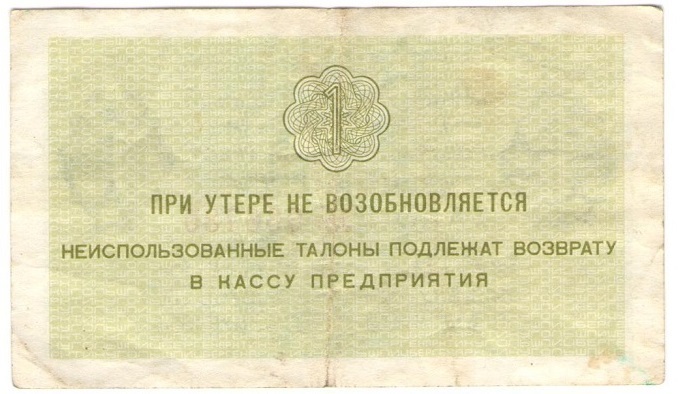 1
ПРИ УТЕРЕ НЕ ВОЗОБНОВЛЯЕТСЯ
НЕИСПОЛЬЗОВАННЫЕ ТАЛОНЫ ПОДЛЕЖАТ ВОЗВРАТУ
В КАССУ ПРЕДПРИЯТИЯ